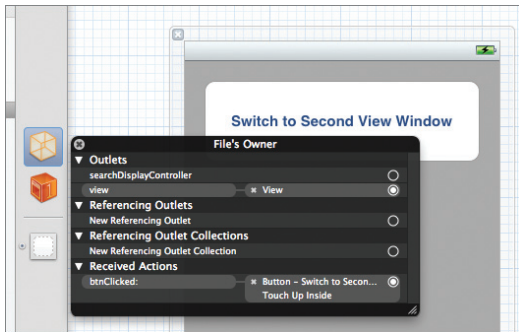 Switch to Second View Window
File's Owner
Outlets
searchDisplayController
view
View
Referencing Outlets
New Referencing Outlet
Referencing Outlet Collections
New Referencing Outlet Collection
Received Actions
btnClicked:
Button – Switch to Secon...
Touch Up Inside